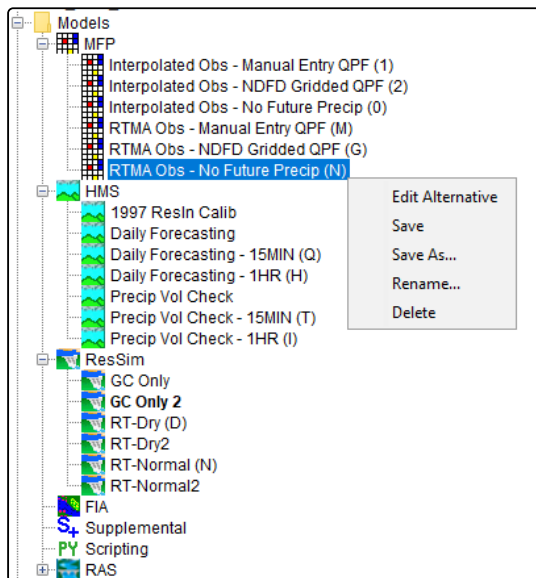 Models
MFP
Interpolated Obs - Manual Entry QPF (1)
Interpolated Obs - NDFD Gridded QPF (2)
Interpolated Obs - No Future Precip (0)
RTMA Obs - Manual Entry QPF (M)
RTMA Obs - NDFD Gridded QPF (G)
RTMA Obs - No Future Precip (N)
HMS
1997 ResIn Calib
Daily Forecasting
Daily Forecasting - 15MIN (Q)
Daily Forecasting - 1HR (H)
Precip Vol Check
Precip Vol Check - 15MIN (T)
Precip Vol Check - 1HR (I)
Edit Alternative
Save
Save As...
Rename...
Delete
ResSim
GC Only
GC Only 2
RT-Dry (D)
RT-Dry2
RT-Normal (N)
RT-Normal2
FIA
S+ Supplemental
PY Scripting
RAS